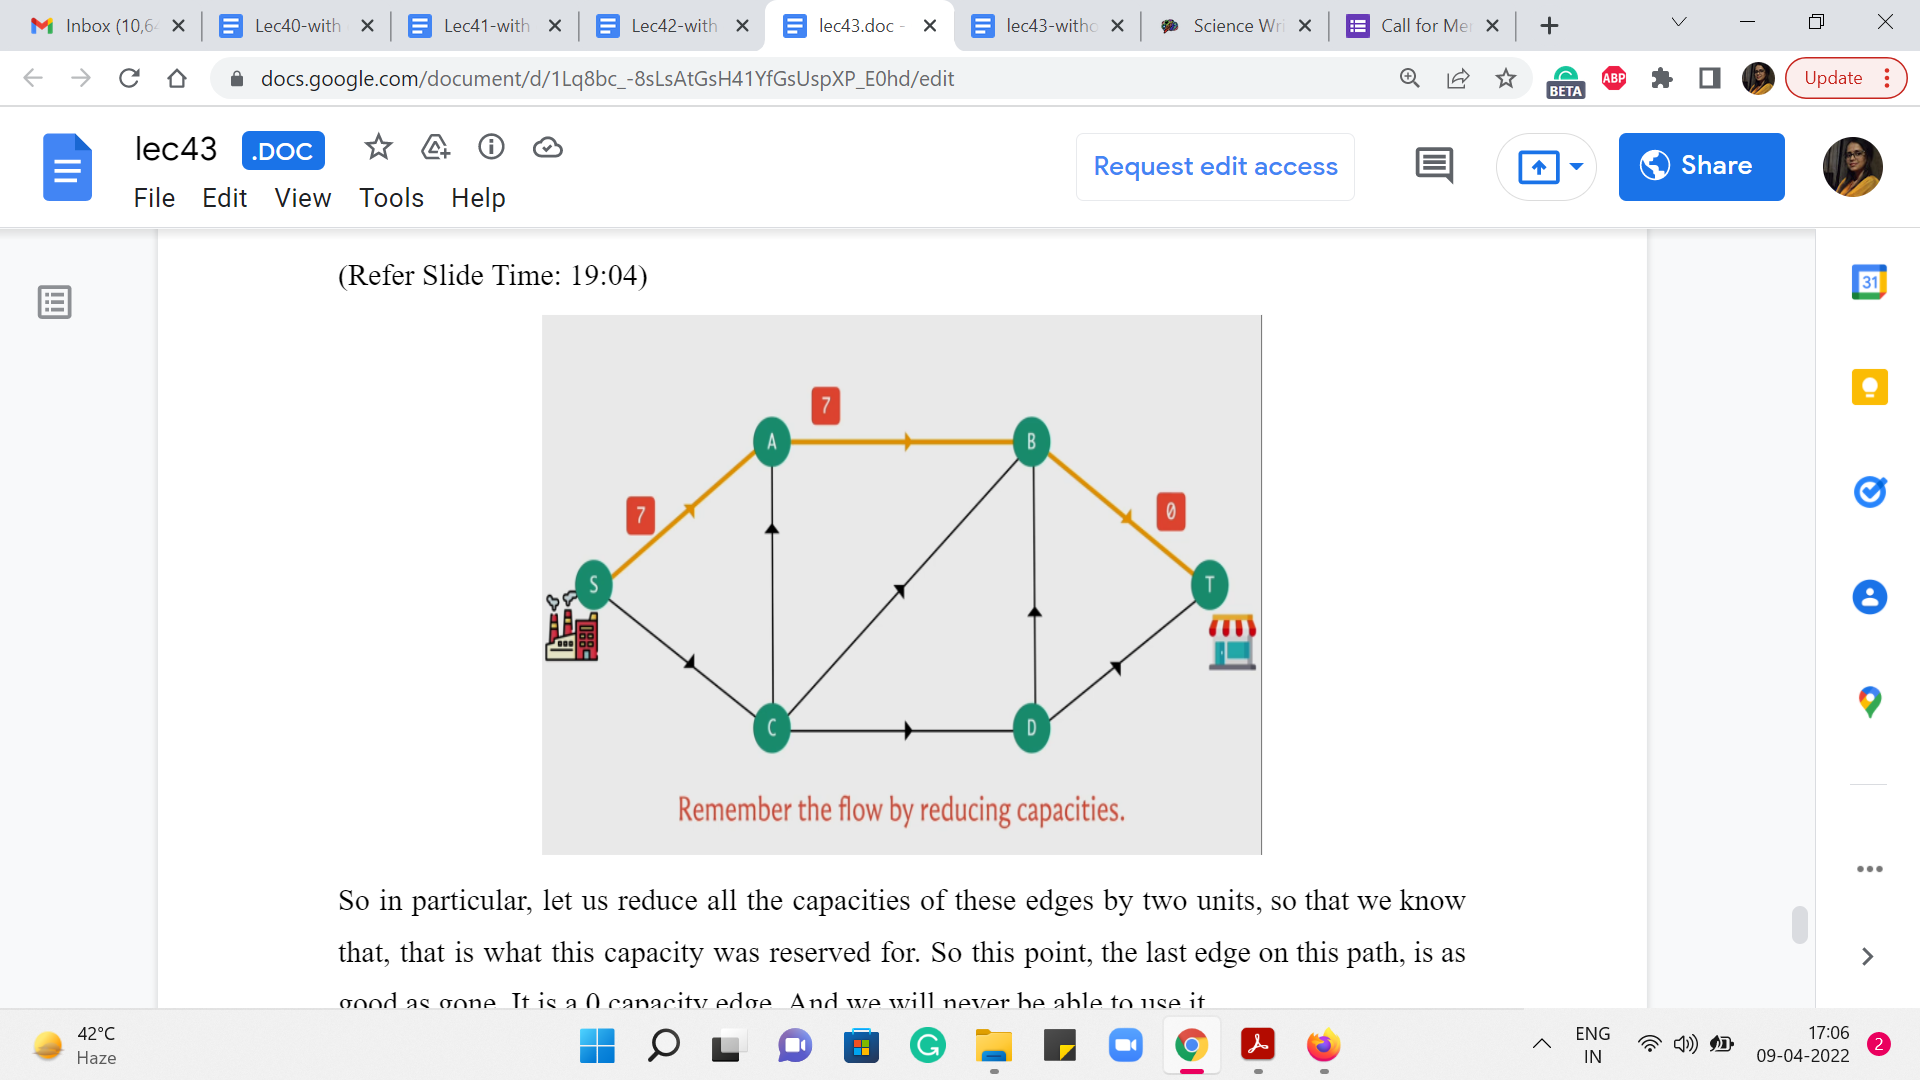 Inbox (10,6
Lec40-with
Lec41-with
Lec42-with
lec43.doc -
lec43-witho
Science Wri
Call for Mer
docs.google.com/document/d/1Lq8bc_-8sLsAtGsH41YfGsUspXP_E0hd/edit
BETA
ABP
Update
lec43
.DOC
File Edit View Tools Help
Request edit access
Share
31
(Refer Slide Time: 19:04)
7
A
B
7
0
S
T
C
D
Remember the flow by reducing capacities.
So in particular, let us reduce all the capacities of these edges by two units, so that we know
that, that is what this capacity was reserved for. So this point, the last edge on this path, is as
good as gone. It is a 0 capacity edge. And we will never be able to use it
42°C
Haze
ENG
IN
17:06
09-04-2022
2